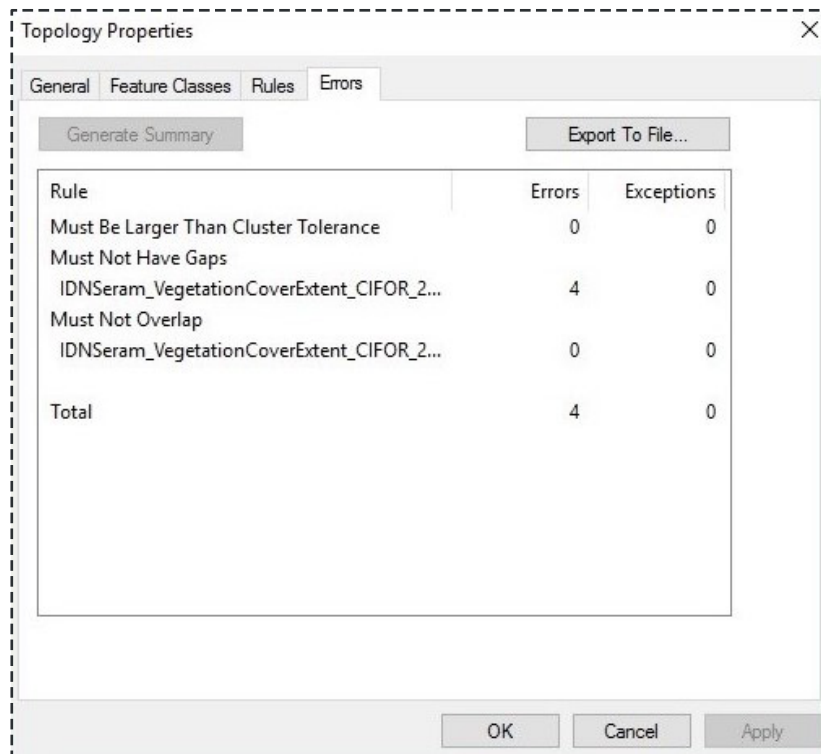 Topology Properties
General Feature Classes Rules Errors
Generate Summary Export To File...
Rule Errors Exceptions
Must Be Larger Than Cluster Tolerance 0 0
Must Not Have Gaps
IDNSeram_VegetationCoverExtent_CIFOR_2... 4 0
Must Not Overlap
IDNSeram_VegetationCoverExtent_CIFOR_2... 0 0
Total 4 0
OK Cancel Apply